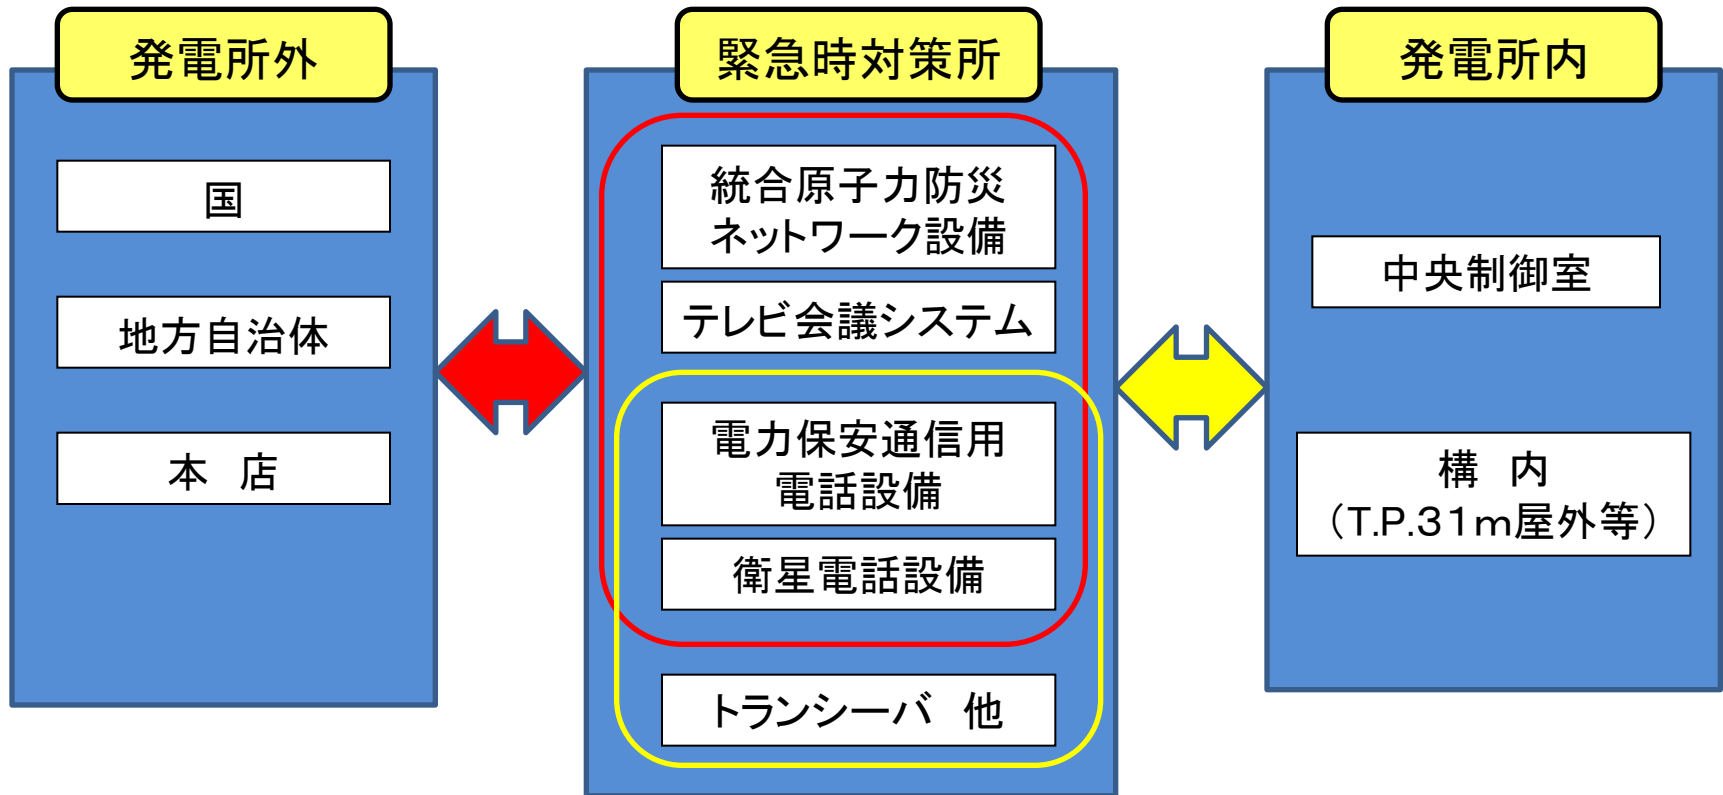 発電所外
国
地方自治体
本　店
緊急時対策所
統合原子力防災
ネットワーク設備
テレビ会議システム
電力保安通信用
電話設備
衛星電話設備
トランシーバ　他
発電所内
中央制御室
構　内
（T.P.３１ｍ屋外等）